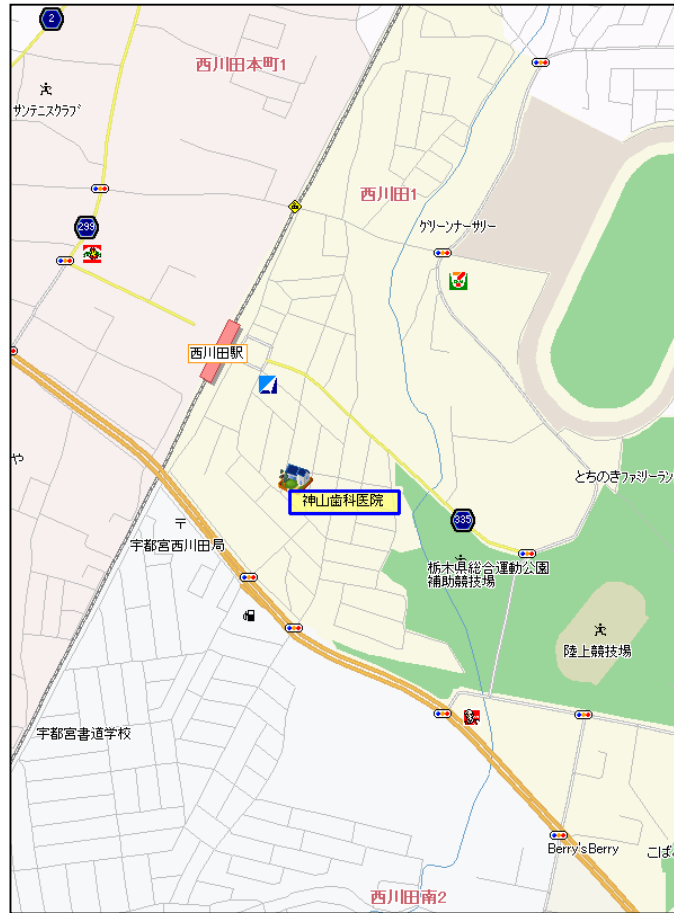 2
西川田本町1
サンテニスクラブ
西川田1
299
グリーンナーサリー
西川田駅
や
神山歯科医院
とちのきファミリーラン
335
〒
宇都宮西川田局
栃木県総合運動公園
補助競技場
陸上競技場
宇都宮書道学校
Berry'sBerry
西川田南2